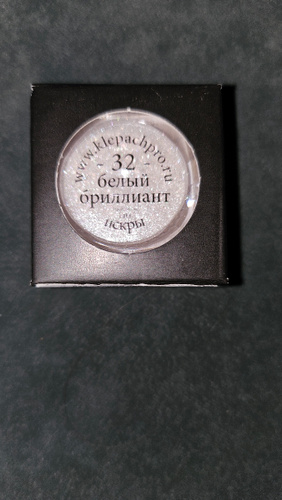 www.klepachpro.ru
- 32 -
белый
бриллиант
искры